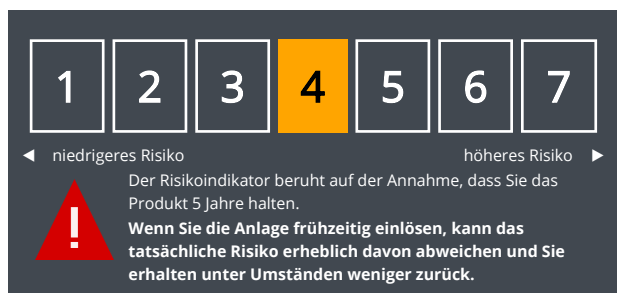 1 2 3 4 5 6 7
niedrigeres Risiko höheres Risiko
Der Risikoindikator beruht auf der Annahme, dass Sie das
Produkt 5 Jahre halten.
!
Wenn Sie die Anlage frühzeitig einlösen, kann das
tatsächliche Risiko erheblich davon abweichen und Sie
erhalten unter Umständen weniger zurück.